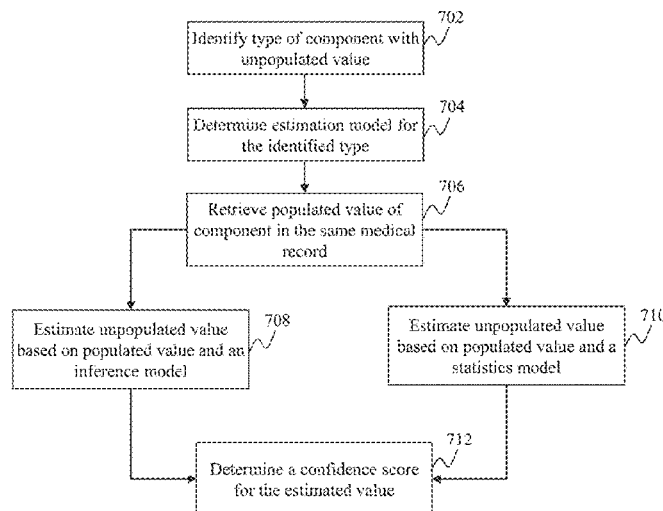 702
Identify type of component with
unpopulated value
704
Determine estimation model for
the identified type
706
Retrieve populated value of
component in the same medical
record
708
Estimate unpopulated value
based on populated value and an
inference model
710
Estimate unpopulated value
based on populated value and a
statistics model
712
Determine a confidence score
for the estimated value